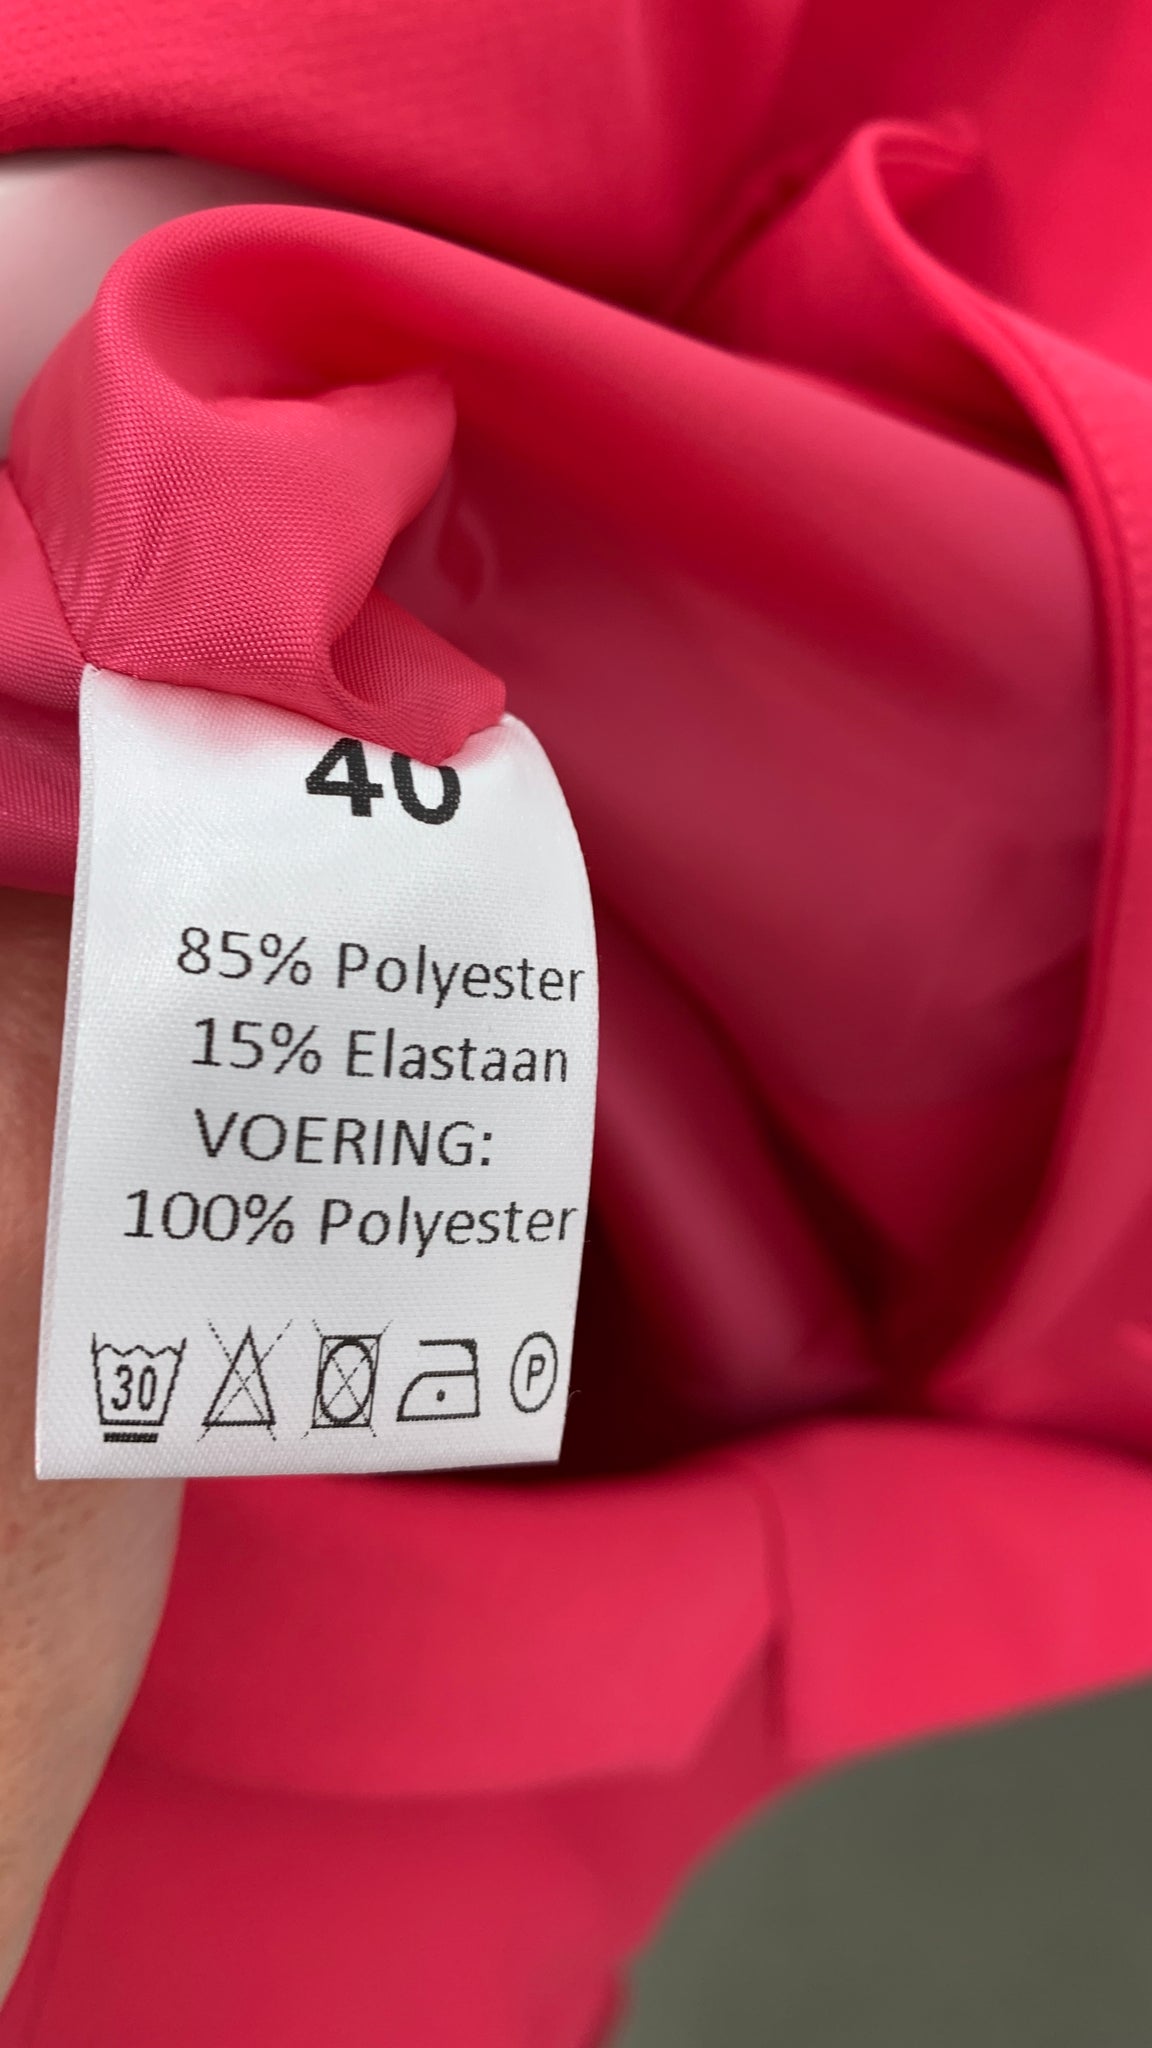 40
85% Polyester
15% Elastaan
VOERING:
100% Polyester
30 P